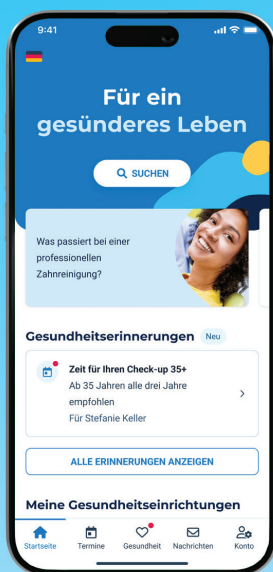 9:41
Für ein
gesünderes Leben
SUCHEN
Was passiert bei einer
professionellen
Zahnreinigung?
Gesundheitserinnerungen Neu
Zeit für Ihren Check-up 35+
Ab 35 Jahren alle drei Jahre
empfohlen
Für Stefanie Keller
ALLE ERINNERUNGEN ANZEIGEN
Meine Gesundheitseinrichtungen
Startseite Termine Gesundheit Nachrichten Konto